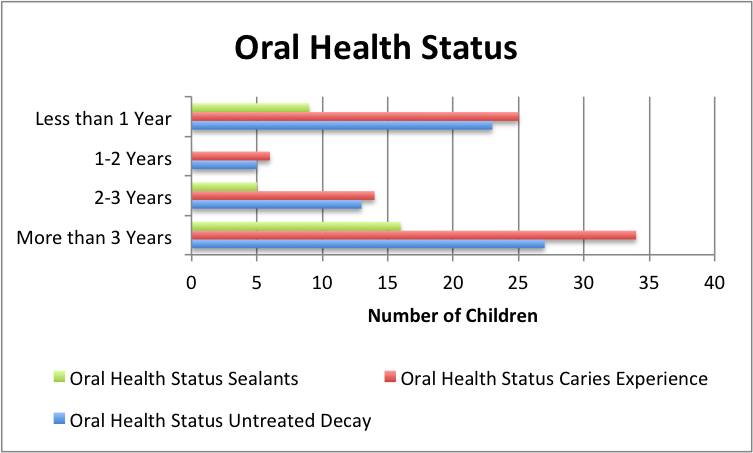 Oral Health Status
Less than 1 Year
1-2 Years
2-3 Years
More than 3 Years
0 5 10 15 20 25 30 35 40
Number of Children
Oral Health Status Sealants
Oral Health Status Caries Experience
Oral Health Status Untreated Decay